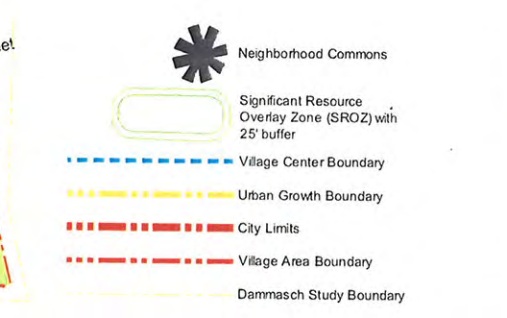 et
Neighborhood Commons
Significant Resource
Overlay Zone (SROZ) with
25' buffer
Village Center Boundary
Urban Growth Boundary
City Limits
Village Area Boundary
Dammasch Study Boundary